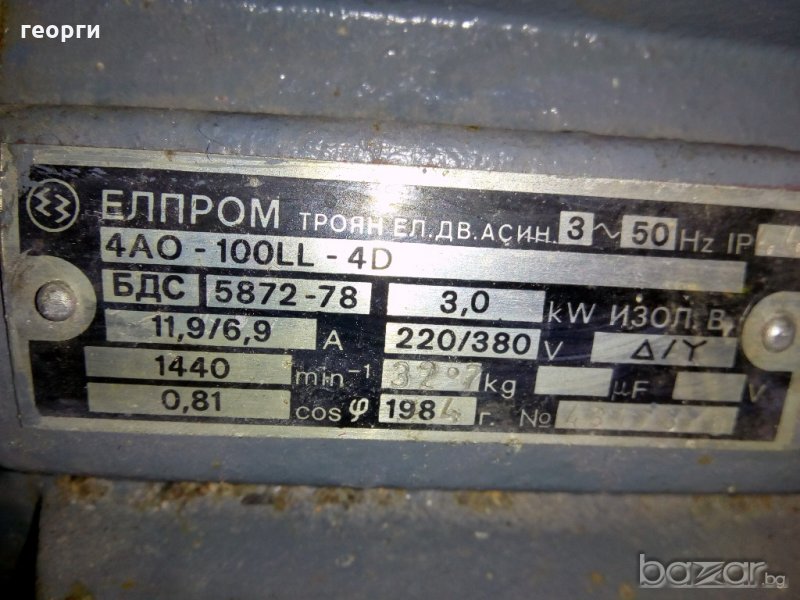 георги
ЕЛПРОМ ТРОЯН ЕЛ.ДВ.АСИН. 3~ 50 Hz IP
4АО-100LL-4D
БДС 5872-78 3,0 kW ИЗОЛ. В
11,9/6,9 A 220/380 V Δ/Y
1440 min⁻¹ kg μF V
0,81 cos φ 1984 г. №
bazar.bg